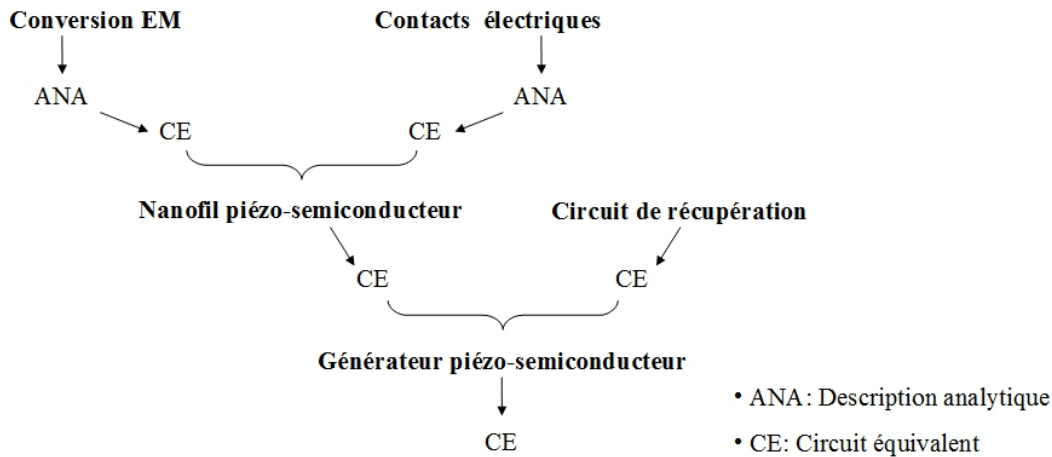 Conversion EM
Contacts électriques
ANA
ANA
CE
CE
Nanofil piézo-semiconducteur
Circuit de récupération
CE
CE
Générateur piézo-semiconducteur
• ANA: Description analytique
CE
• CE: Circuit équivalent